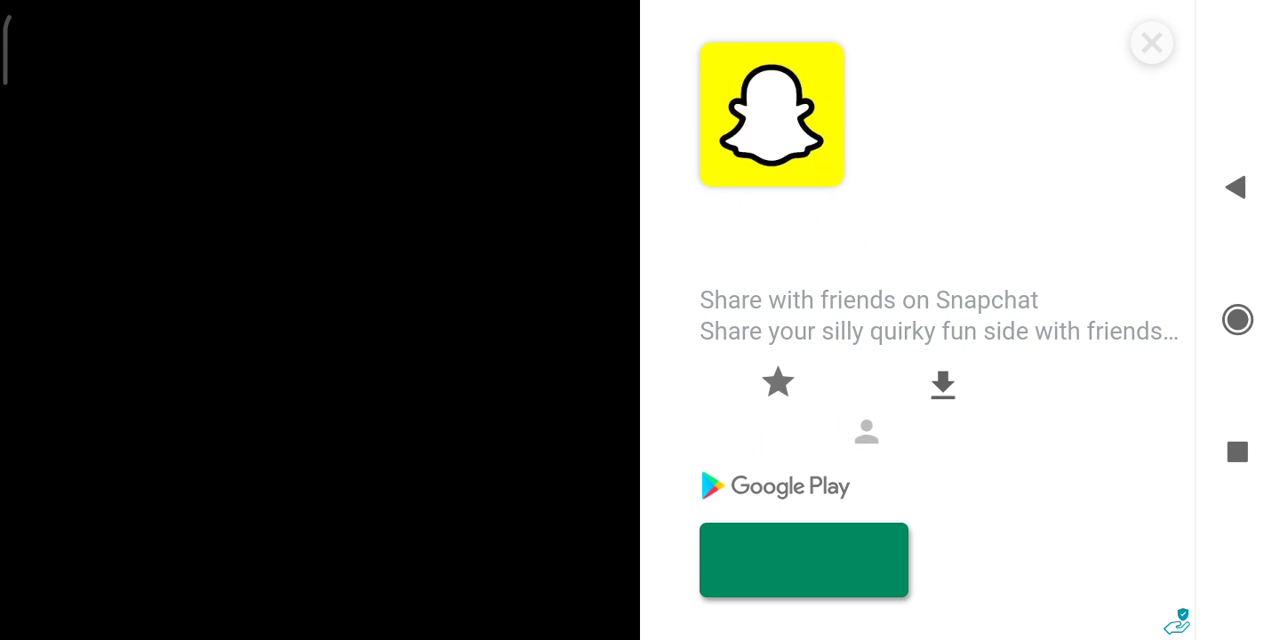 Share with friends on Snapchat
Share your silly quirky fun side with friends...
Google Play